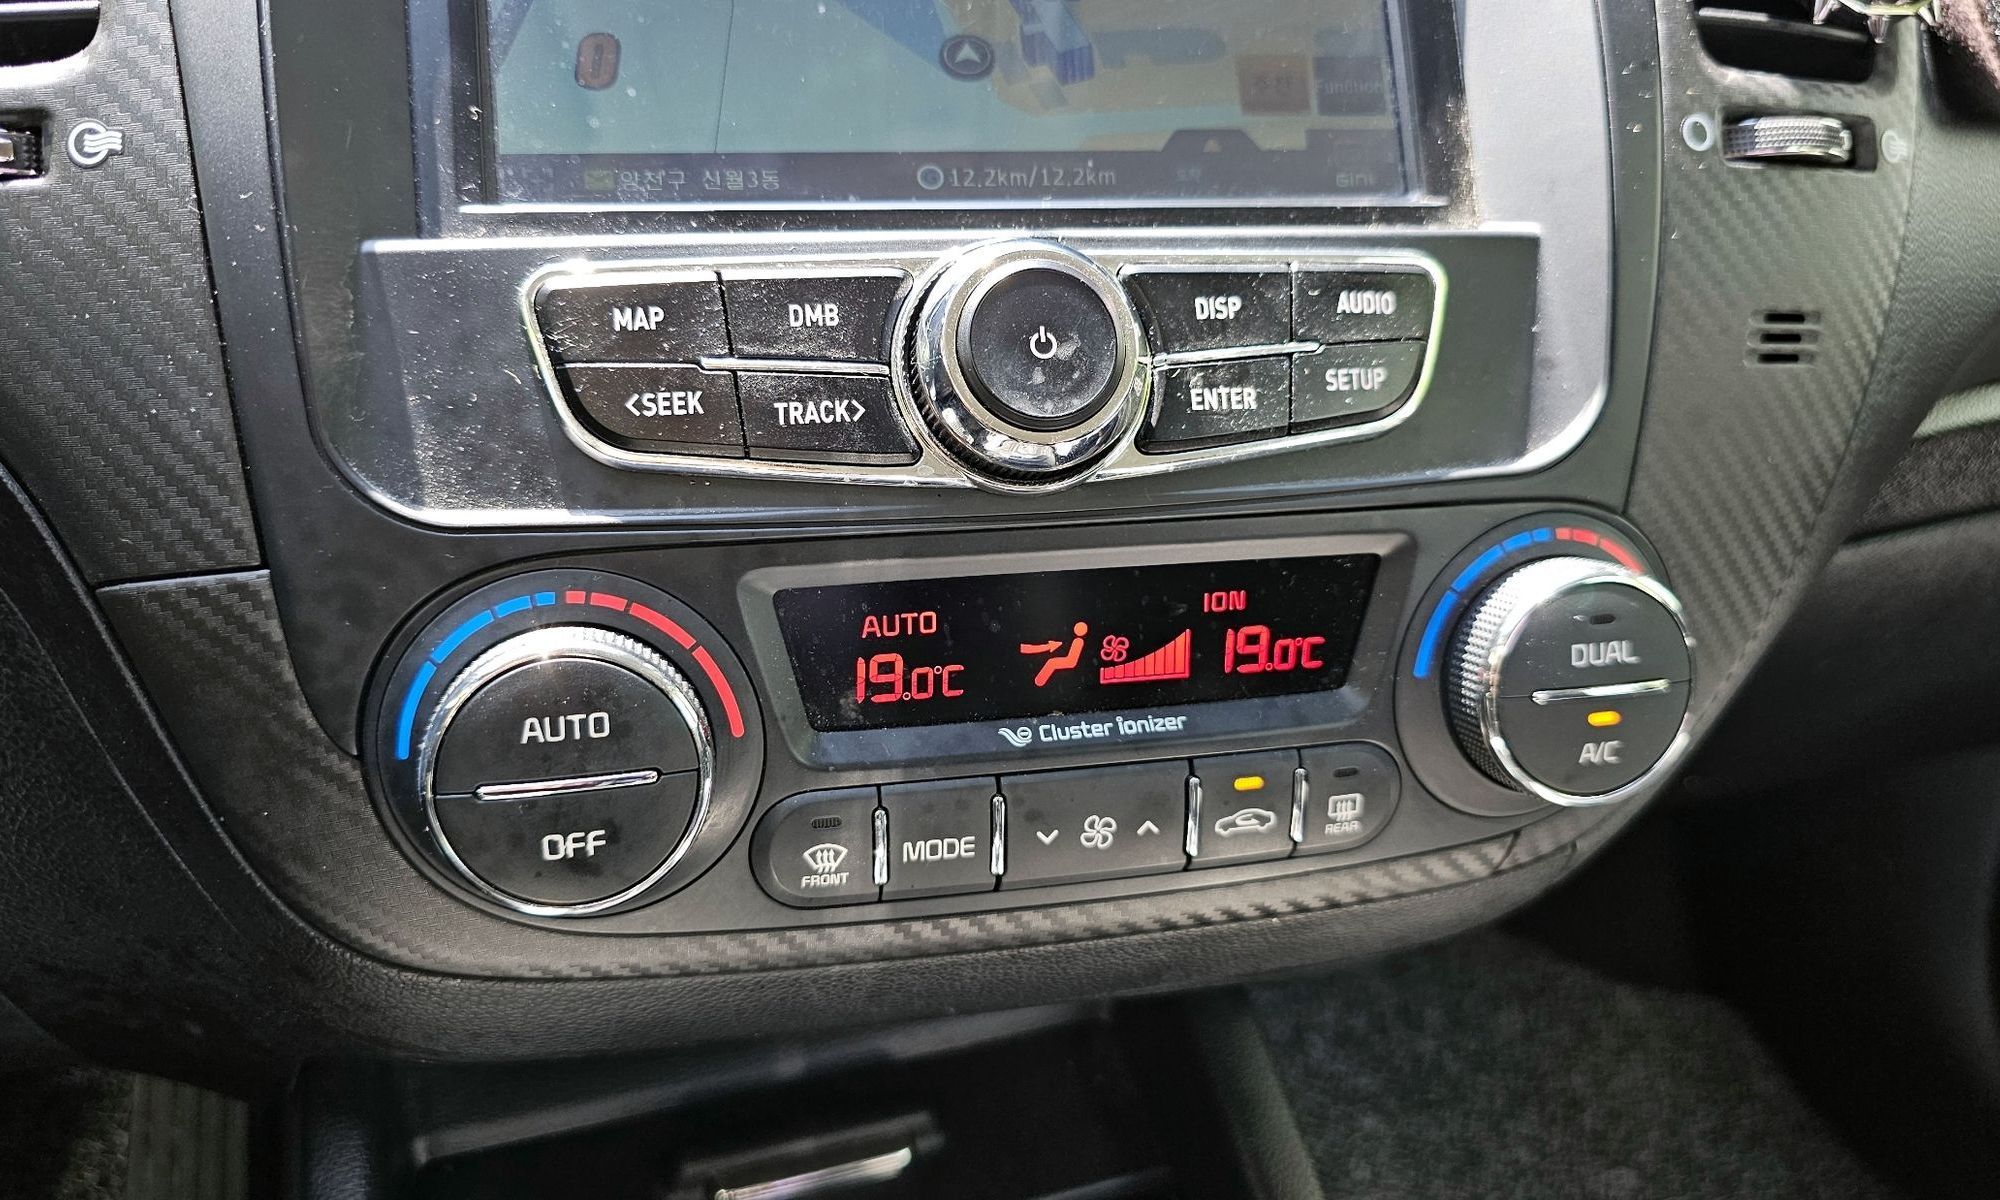 Function
양천구 신월3동
12.2km/12.2km
MAP
DMB
DISP
AUDIO
<SEEK
TRACK>
ENTER
SETUP
AUTO
19.0℃
ION
19.0℃
Cluster ionizer
AUTO
OFF
DUAL
A/C
FRONT
MODE
REAR